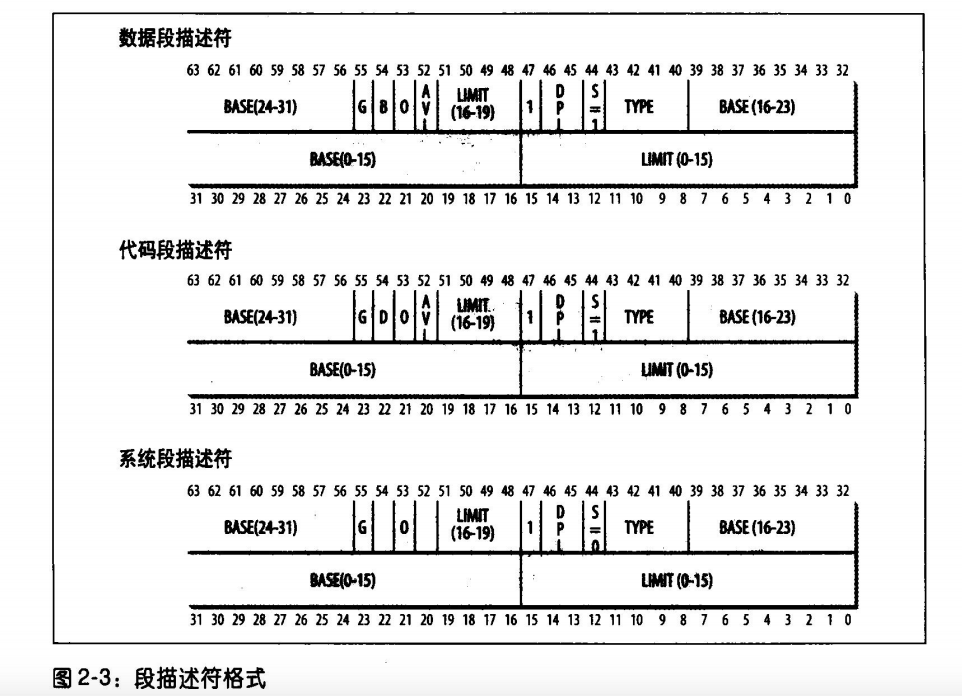 数据段描述符
63 62 61 60 59 58 57 56 55 54 53 52 51 50 49 48 47 46 45 44 43 42 41 40 39 38 37 36 35 34 33 32
BASE(24-31) G B 0 AVL LIMIT (16-19) 1 DPL S=1 TYPE BASE (16-23)
BASE(0-15) LIMIT (0-15)
31 30 29 28 27 26 25 24 23 22 21 20 19 18 17 16 15 14 13 12 11 10 9 8 7 6 5 4 3 2 1 0
代码段描述符
63 62 61 60 59 58 57 56 55 54 53 52 51 50 49 48 47 46 45 44 43 42 41 40 39 38 37 36 35 34 33 32
BASE(24-31) G D 0 AVL LIMIT (16-19) 1 DPL S=1 TYPE BASE (16-23)
BASE(0-15) LIMIT (0-15)
31 30 29 28 27 26 25 24 23 22 21 20 19 18 17 16 15 14 13 12 11 10 9 8 7 6 5 4 3 2 1 0
系统段描述符
63 62 61 60 59 58 57 56 55 54 53 52 51 50 49 48 47 46 45 44 43 42 41 40 39 38 37 36 35 34 33 32
BASE(24-31) G 0 LIMIT (16-19) 1 DPL S=0 TYPE BASE (16-23)
BASE(0-15) LIMIT (0-15)
31 30 29 28 27 26 25 24 23 22 21 20 19 18 17 16 15 14 13 12 11 10 9 8 7 6 5 4 3 2 1 0
图2-3：段描述符格式